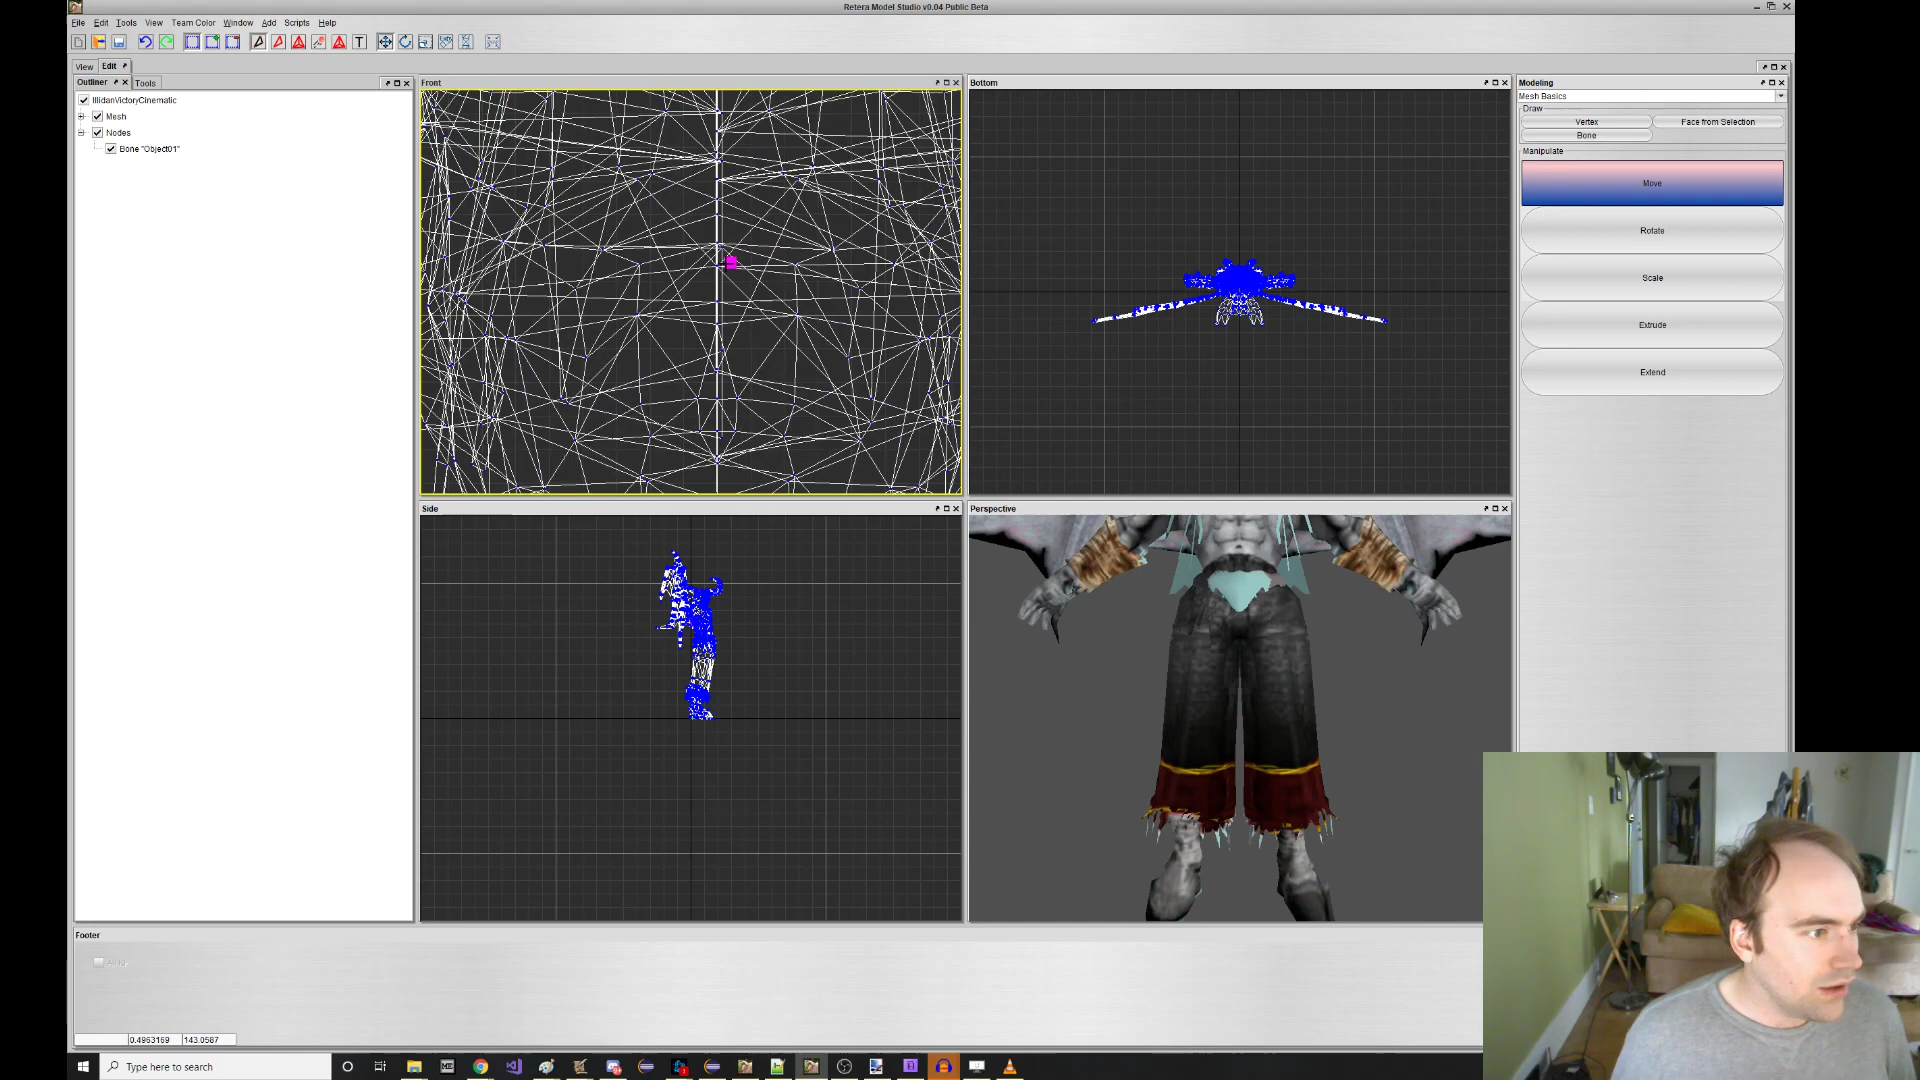 Retera Model Studio v0.04 Public Beta
File Edit Tools View Team Color Window Add Scripts Help
T
View Edit
Outliner Tools
IllidanVictoryCinematic
Mesh
Nodes
Bone "Object01"
Front
Bottom
Side
Perspective
Modeling
Mesh Basics
Draw
Vertex Face from Selection
Bone
Manipulate
Move
Rotate
Scale
Extrude
Extend
Footer
0.4963169 143.0587
Type here to search